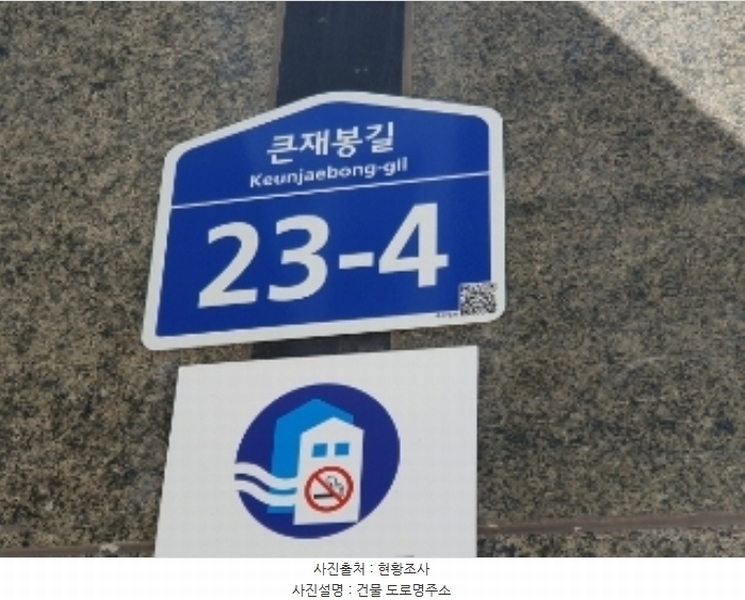 큰재봉길
Keunjaebong-gil
23-4
사진출처 : 현황조사
사진설명 : 건물 도로명주소